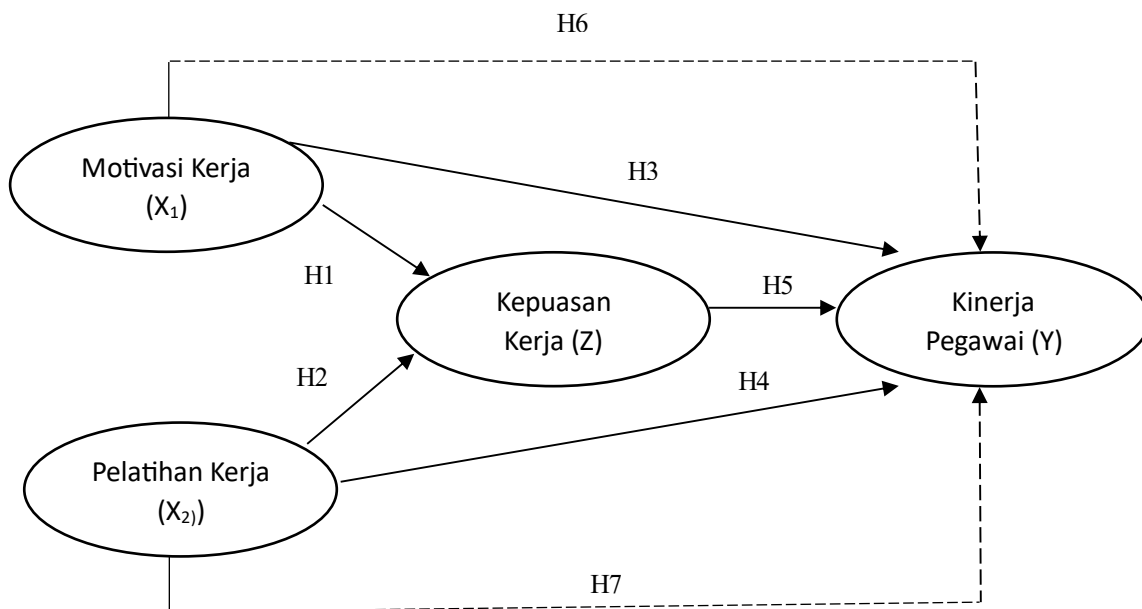 H6
Motivasi Kerja
(X₁)
H3
H1
Kepuasan
Kerja (Z)
H5
Kinerja
Pegawai (Y)
H2
H4
Pelatihan Kerja
(X₂₎)
H7